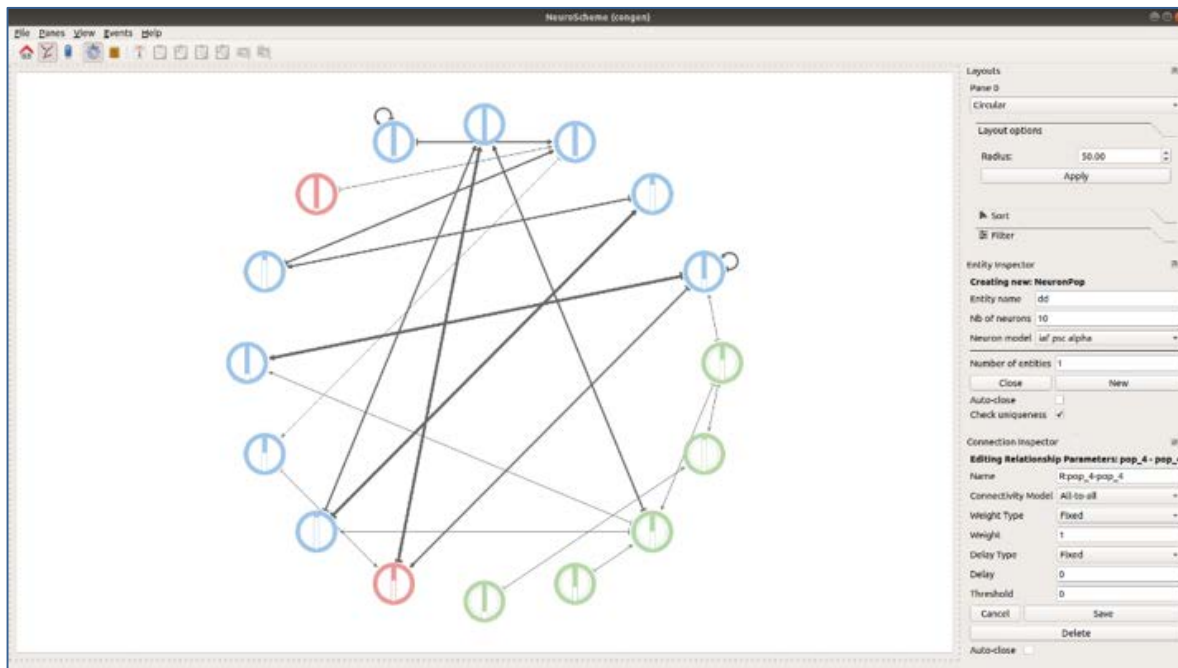 NeuroScheme (congen)
File Panes View Events Help
Layouts
Pane 0
Circular
Layout options
Radius: 50.00
Apply
Sort
Filter
Entity Inspector
Creating new: NeuronPop
Entity name dd
Nb of neurons 10
Neuron model iaf psc alpha
Number of entities 1
Close New
Auto-close
Check uniqueness
Connection Inspector
Editing Relationship Parameters: pop_4 - pop_4
Name R:pop_4-pop_4
Connectivity Model All-to-all
Weight Type Fixed
Weight 1
Delay Type Fixed
Delay 0
Threshold 0
Cancel Save
Delete
Auto-close